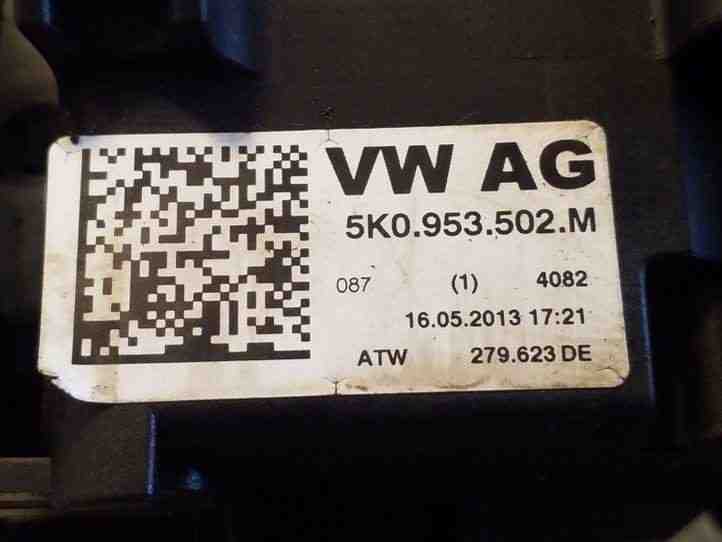 VW AG
5K0.953.502.M
087 (1) 4082
16.05.2013 17:21
ATW 279.623 DE